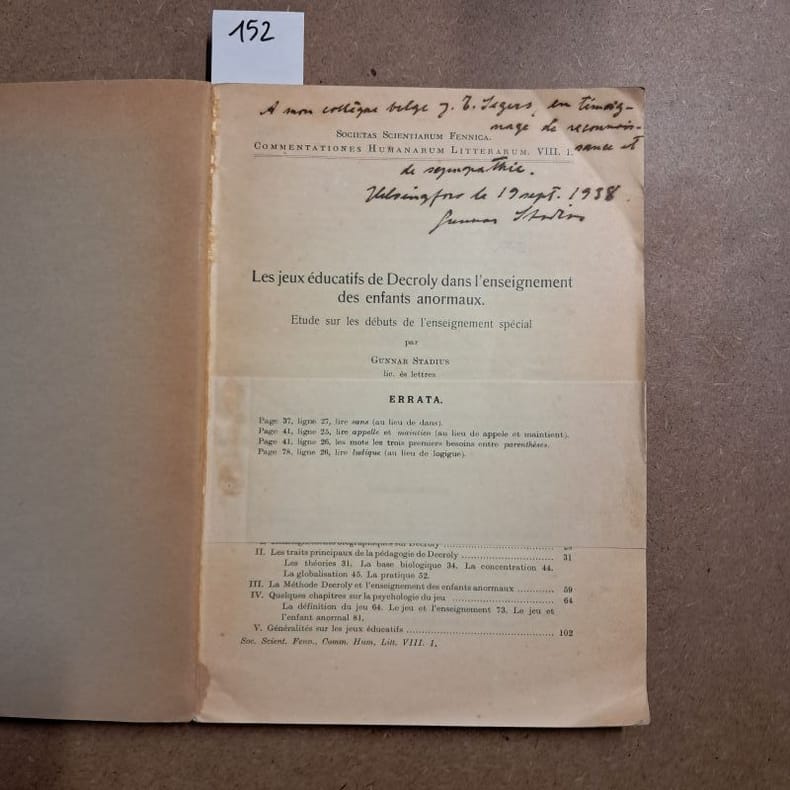 152
A mon collègue belge J. E. Segers, en témoig-
nage de reconnais-
sance et
de sympathie.
Helsingfors le 19 sept. 1938
Gunnar Stadius
SOCIETAS SCIENTIARUM FENNICA.
COMMENTATIONES HUMANARUM LITTERARUM. VIII. 1.
Les jeux éducatifs de Decroly dans l'enseignement
des enfants anormaux.
Etude sur les débuts de l'enseignement spécial
par
GUNNAR STADIUS
lic. ès lettres
ERRATA.
Page 37, ligne 27, lire sans (au lieu de dans).
Page 41, ligne 25, lire appelle et maintien (au lieu de appele et maintient).
Page 41, ligne 26, les mots les trois premiers besoins entre parenthèses.
Page 78, ligne 26, lire ludique (au lieu de logique).
sur Decroly
II. Les traits principaux de la pédagogie de Decroly 31
Les théories 31. La base biologique 34. La concentration 44.
La globalisation 45. La pratique 52.
III. La Méthode Decroly et l'enseignement des enfants anormaux 59
IV. Quelques chapitres sur la psychologie du jeu 64
La définition du jeu 64. Le jeu et l'enseignement 73. Le jeu et
l'enfant anormal 81.
V. Généralités sur les jeux éducatifs 102
Soc. Scient. Fenn., Comm. Hum. Litt. VIII. 1.